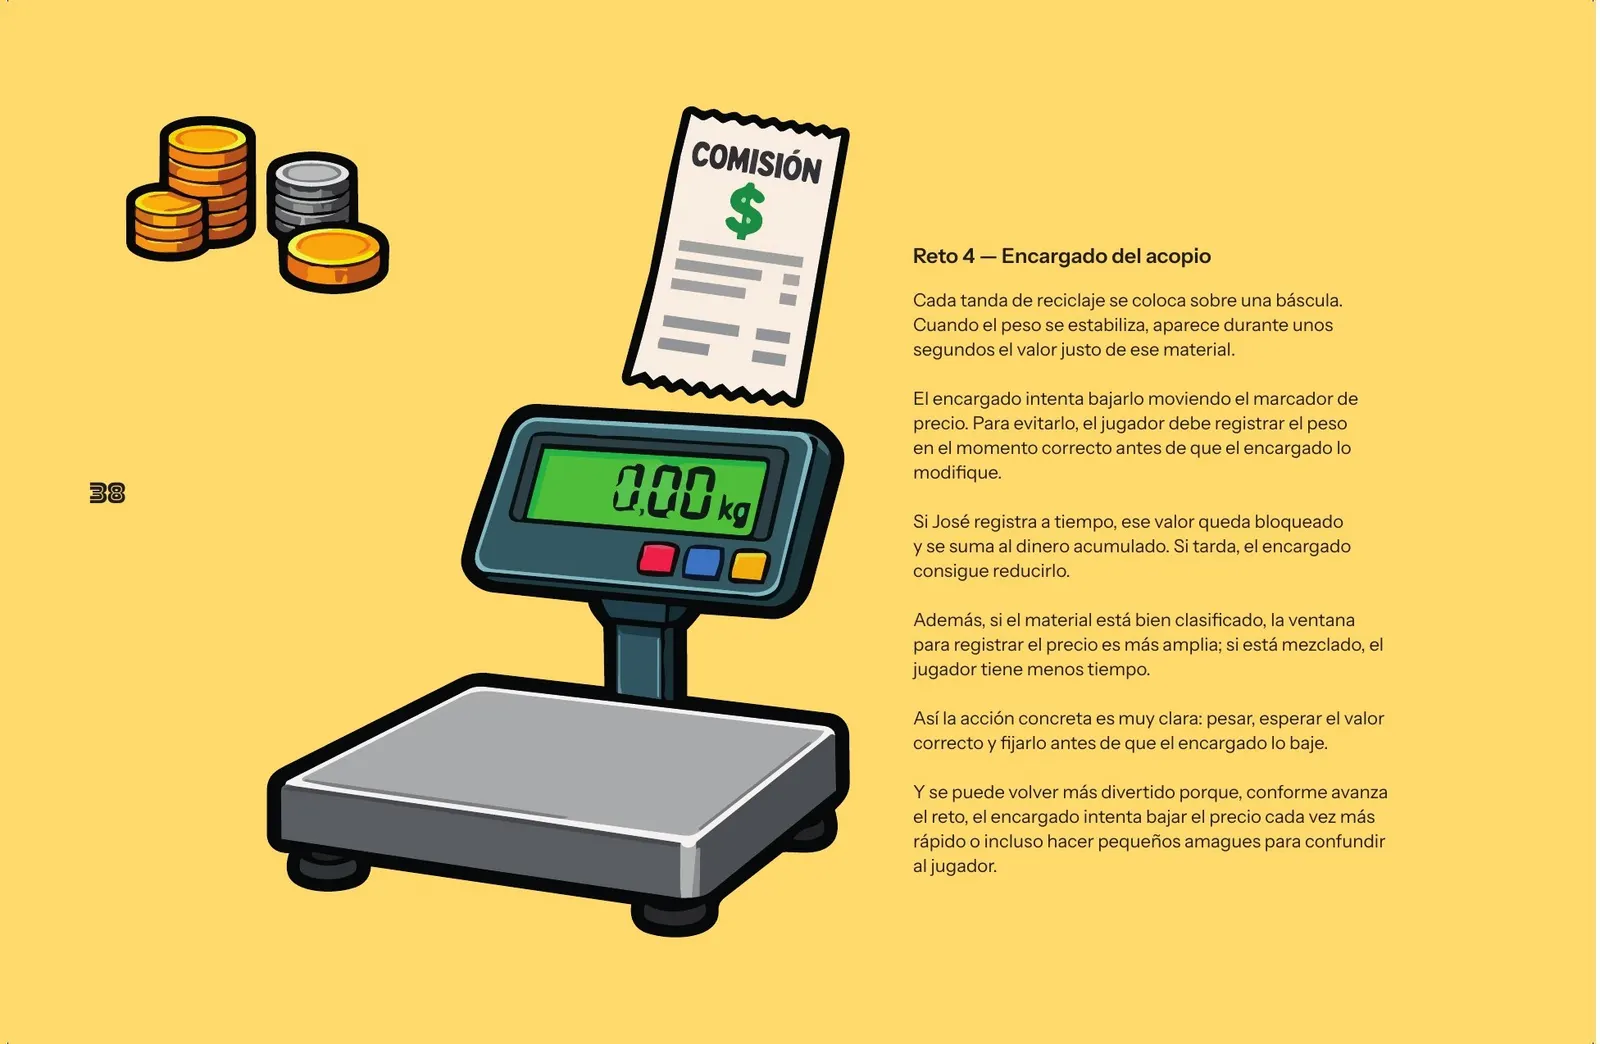 COMISIÓN
$
0,00 kg
38
Reto 4 — Encargado del acopio
Cada tanda de reciclaje se coloca sobre una báscula.
Cuando el peso se estabiliza, aparece durante unos
segundos el valor justo de ese material.
El encargado intenta bajarlo moviendo el marcador de
precio. Para evitarlo, el jugador debe registrar el peso
en el momento correcto antes de que el encargado lo
modifique.
Si José registra a tiempo, ese valor queda bloqueado
y se suma al dinero acumulado. Si tarda, el encargado
consigue reducirlo.
Además, si el material está bien clasificado, la ventana
para registrar el precio es más amplia; si está mezclado, el
jugador tiene menos tiempo.
Así la acción concreta es muy clara: pesar, esperar el valor
correcto y fijarlo antes de que el encargado lo baje.
Y se puede volver más divertido porque, conforme avanza
el reto, el encargado intenta bajar el precio cada vez más
rápido o incluso hacer pequeños amagues para confundir
al jugador.